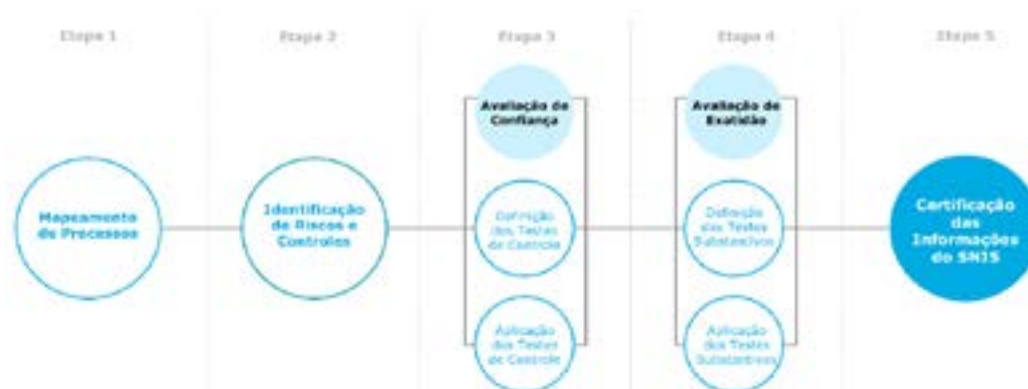 Etapa 1
Etapa 2
Etapa 3
Etapa 4
Etapa 5
Mapeamento
de Processos
Identificação
de Riscos e
Controles
Avaliação de
Confiança
Definição
dos Testes
de Controle
Aplicação
dos Testes
de Controle
Avaliação de
Exatidão
Definição
dos Testes
Substantivos
Aplicação
dos Testes
Substantivos
Certificação
das
Informações
do SNIS